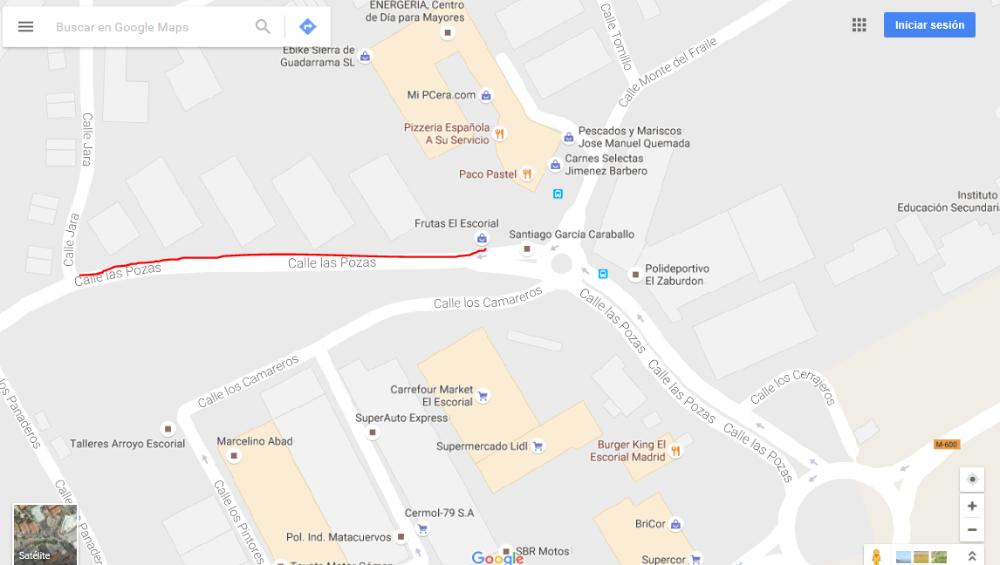 Buscar en Google Maps
Iniciar sesión
ENERGERIA, Centro
de Día para Mayores
Calle Tomillo
Calle Monte del Fraile
Ebike Sierra de
Guadarrama SL
Mi PCera.com
Pizzeria Española
A Su Servicio
Pescados y Mariscos
Jose Manuel Quemada
Carnes Selectas
Jimenez Barbero
Paco Pastel
Calle Jara
Calle Jara
Instituto
Educación Secundari
Frutas El Escorial
Santiago García Caraballo
Calle las Pozas
Calle las Pozas
Polideportivo
El Zaburdon
Calle los Camareros
Calle las Pozas
Calle los Camareros
Calle las Pozas
Calle los Cerrajeros
Carrefour Market
El Escorial
SuperAuto Express
los Panaderos
Talleres Arroyo Escorial
Marcelino Abad
Supermercado Lidl
Burger King El
Escorial Madrid
Calle las Pozas
M-600
Calle los Panaderos
Calle los Pintores
Cermol-79 S.A
Pol. Ind. Matacuervos
BriCor
SBR Motos
Supercor
Satélite
Google
Toyota Motor Gómez